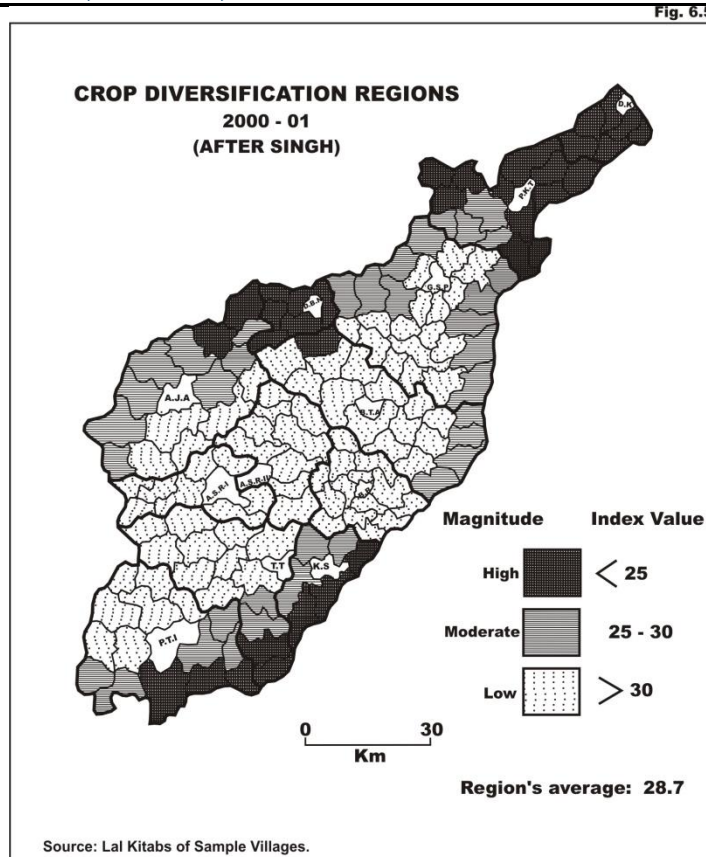 Fig. 6.5
CROP DIVERSIFICATION REGIONS
2000 - 01
(AFTER SINGH)
D.K
P.K.T
G.S.P
A.J.A
B.T.A
A.S.R-I
A.S.R-II
T.T
K.S
P.T.I
Magnitude Index Value
High < 25
Moderate 25 - 30
Low > 30
0 30
Km
Region's average: 28.7
Source: Lal Kitabs of Sample Villages.